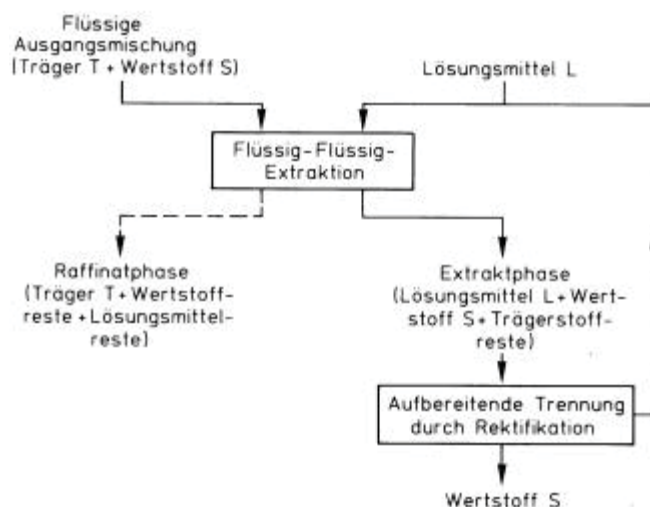 Flüssige
Ausgangsmischung
(Träger T + Wertstoff S)
Lösungsmittel L
Flüssig-Flüssig-
Extraktion
Raffinatphase
(Träger T + Wertstoff-
reste + Lösungsmittel-
reste)
Extraktphase
(Lösungsmittel L + Wert-
stoff S + Trägerstoff-
reste)
Aufbereitende Trennung
durch Rektifikation
Wertstoff S